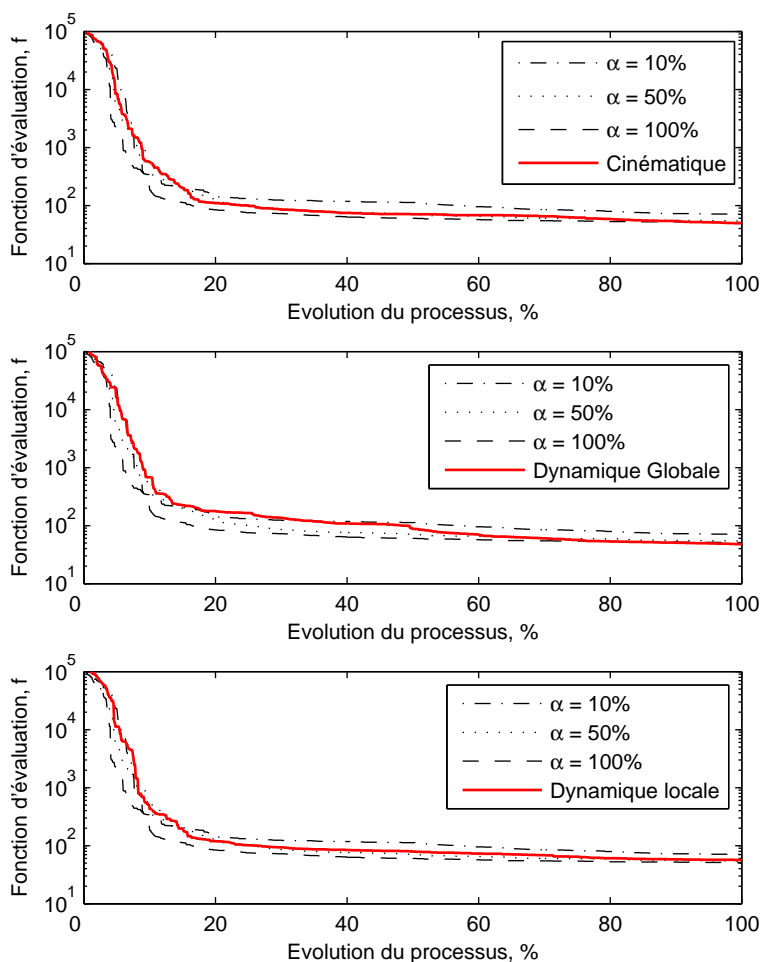 10^5
10^4
10^3
10^2
10^1
Fonction d'évaluation, f
α = 10%
α = 50%
α = 100%
Cinématique
0 20 40 60 80 100
Evolution du processus, %
10^5
10^4
10^3
10^2
10^1
Fonction d'évaluation, f
α = 10%
α = 50%
α = 100%
Dynamique Globale
0 20 40 60 80 100
Evolution du processus, %
10^5
10^4
10^3
10^2
10^1
Fonction d'évaluation, f
α = 10%
α = 50%
α = 100%
Dynamique locale
0 20 40 60 80 100
Evolution du processus, %